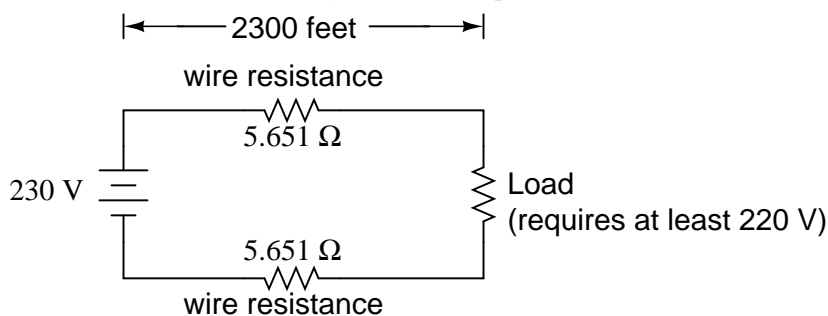 2300 feet
wire resistance
5.651 Ω
230 V
Load
(requires at least 220 V)
5.651 Ω
wire resistance